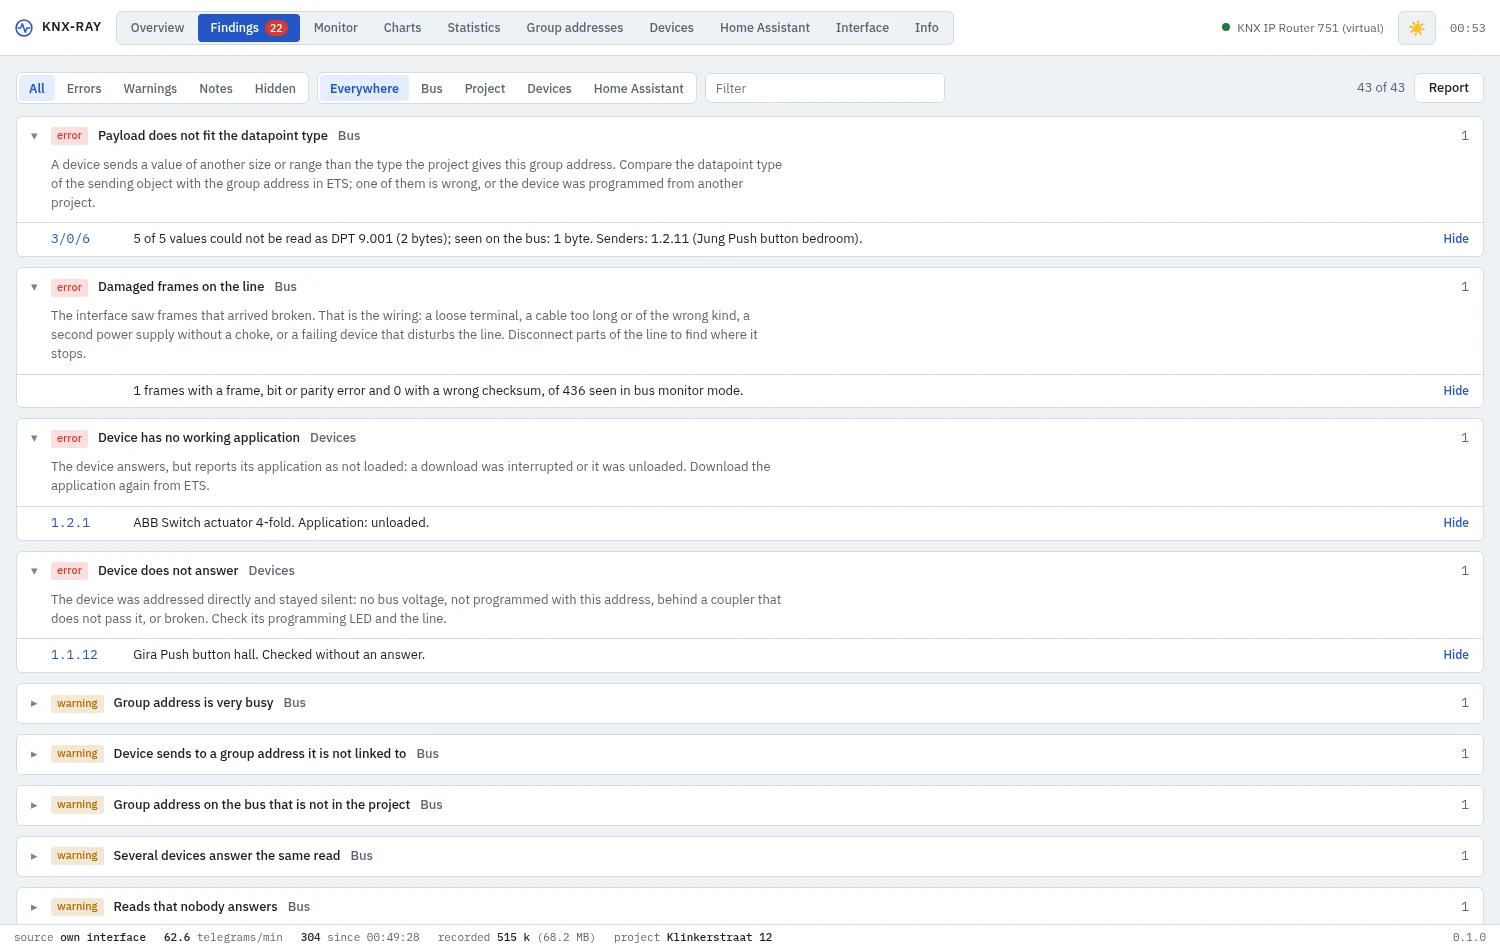 KNX-RAY Overview Findings 22 Monitor Charts Statistics Group addresses Devices Home Assistant Interface Info KNX IP Router 751 (virtual) 00:53
All Errors Warnings Notes Hidden Everywhere Bus Project Devices Home Assistant Filter 43 of 43 Report
error Payload does not fit the datapoint type Bus 1
A device sends a value of another size or range than the type the project gives this group address. Compare the datapoint type
of the sending object with the group address in ETS; one of them is wrong, or the device was programmed from another
project.
3/0/6 5 of 5 values could not be read as DPT 9.001 (2 bytes); seen on the bus: 1 byte. Senders: 1.2.11 (Jung Push button bedroom). Hide
error Damaged frames on the line Bus 1
The interface saw frames that arrived broken. That is the wiring: a loose terminal, a cable too long or of the wrong kind, a
second power supply without a choke, or a failing device that disturbs the line. Disconnect parts of the line to find where it
stops.
1 frames with a frame, bit or parity error and 0 with a wrong checksum, of 436 seen in bus monitor mode. Hide
error Device has no working application Devices 1
The device answers, but reports its application as not loaded: a download was interrupted or it was unloaded. Download the
application again from ETS.
1.2.1 ABB Switch actuator 4-fold. Application: unloaded. Hide
error Device does not answer Devices 1
The device was addressed directly and stayed silent: no bus voltage, not programmed with this address, behind a coupler that
does not pass it, or broken. Check its programming LED and the line.
1.1.12 Gira Push button hall. Checked without an answer. Hide
warning Group address is very busy Bus 1
warning Device sends to a group address it is not linked to Bus 1
warning Group address on the bus that is not in the project Bus 1
warning Several devices answer the same read Bus 1
warning Reads that nobody answers Bus 1
source own interface 62.6 telegrams/min 304 since 00:49:28 recorded 515 k (68.2 MB) project Klinkerstraat 12 0.1.0